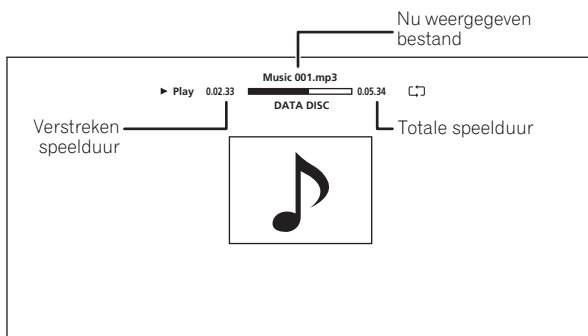 Nu weergegeven
bestand
Music 001.mp3
► Play 0.02.33 0.05.34
DATA DISC
Verstreken
speelduur
Totale speelduur